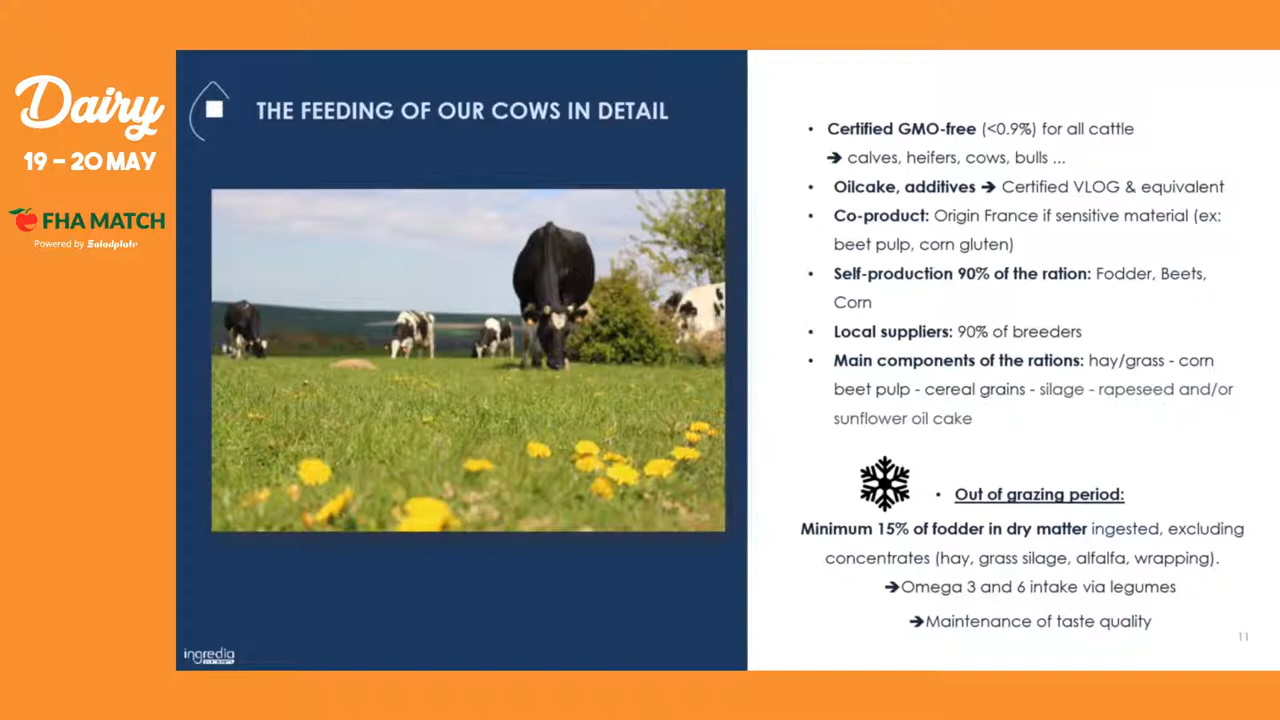 Dairy
19 – 20 MAY
FHA MATCH
Powered by Saladplate
THE FEEDING OF OUR COWS IN DETAIL
• Certified GMO-free (<0.9%) for all cattle
➔ calves, heifers, cows, bulls ...
• Oilcake, additives ➔ Certified VLOG & equivalent
• Co-product: Origin France if sensitive material (ex:
beet pulp, corn gluten)
• Self-production 90% of the ration: Fodder, Beets,
Corn
• Local suppliers: 90% of breeders
• Main components of the rations: hay/grass - corn
beet pulp - cereal grains - silage - rapeseed and/or
sunflower oil cake
• Out of grazing period:
Minimum 15% of fodder in dry matter ingested, excluding
concentrates (hay, grass silage, alfalfa, wrapping).
➔Omega 3 and 6 intake via legumes
➔Maintenance of taste quality
11
ingredia